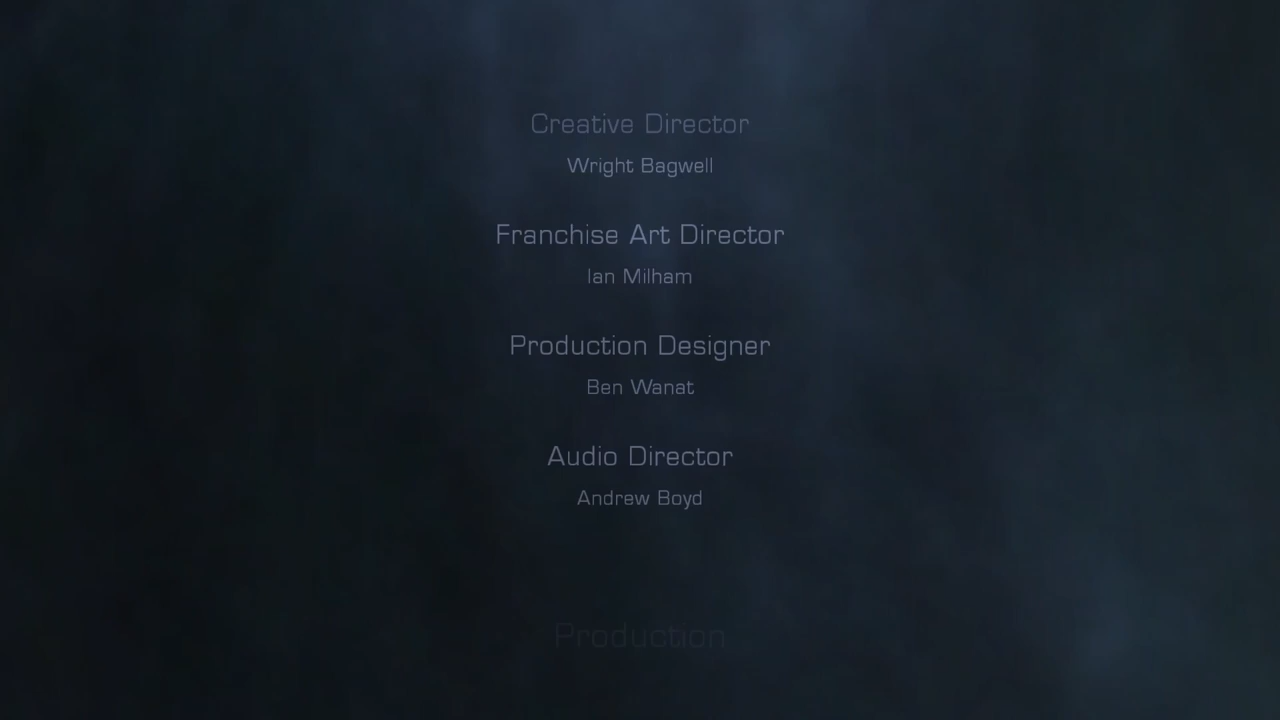 Creative Director
Wright Bagwell
Franchise Art Director
Ian Milham
Production Designer
Ben Wanat
Audio Director
Andrew Boyd
Production